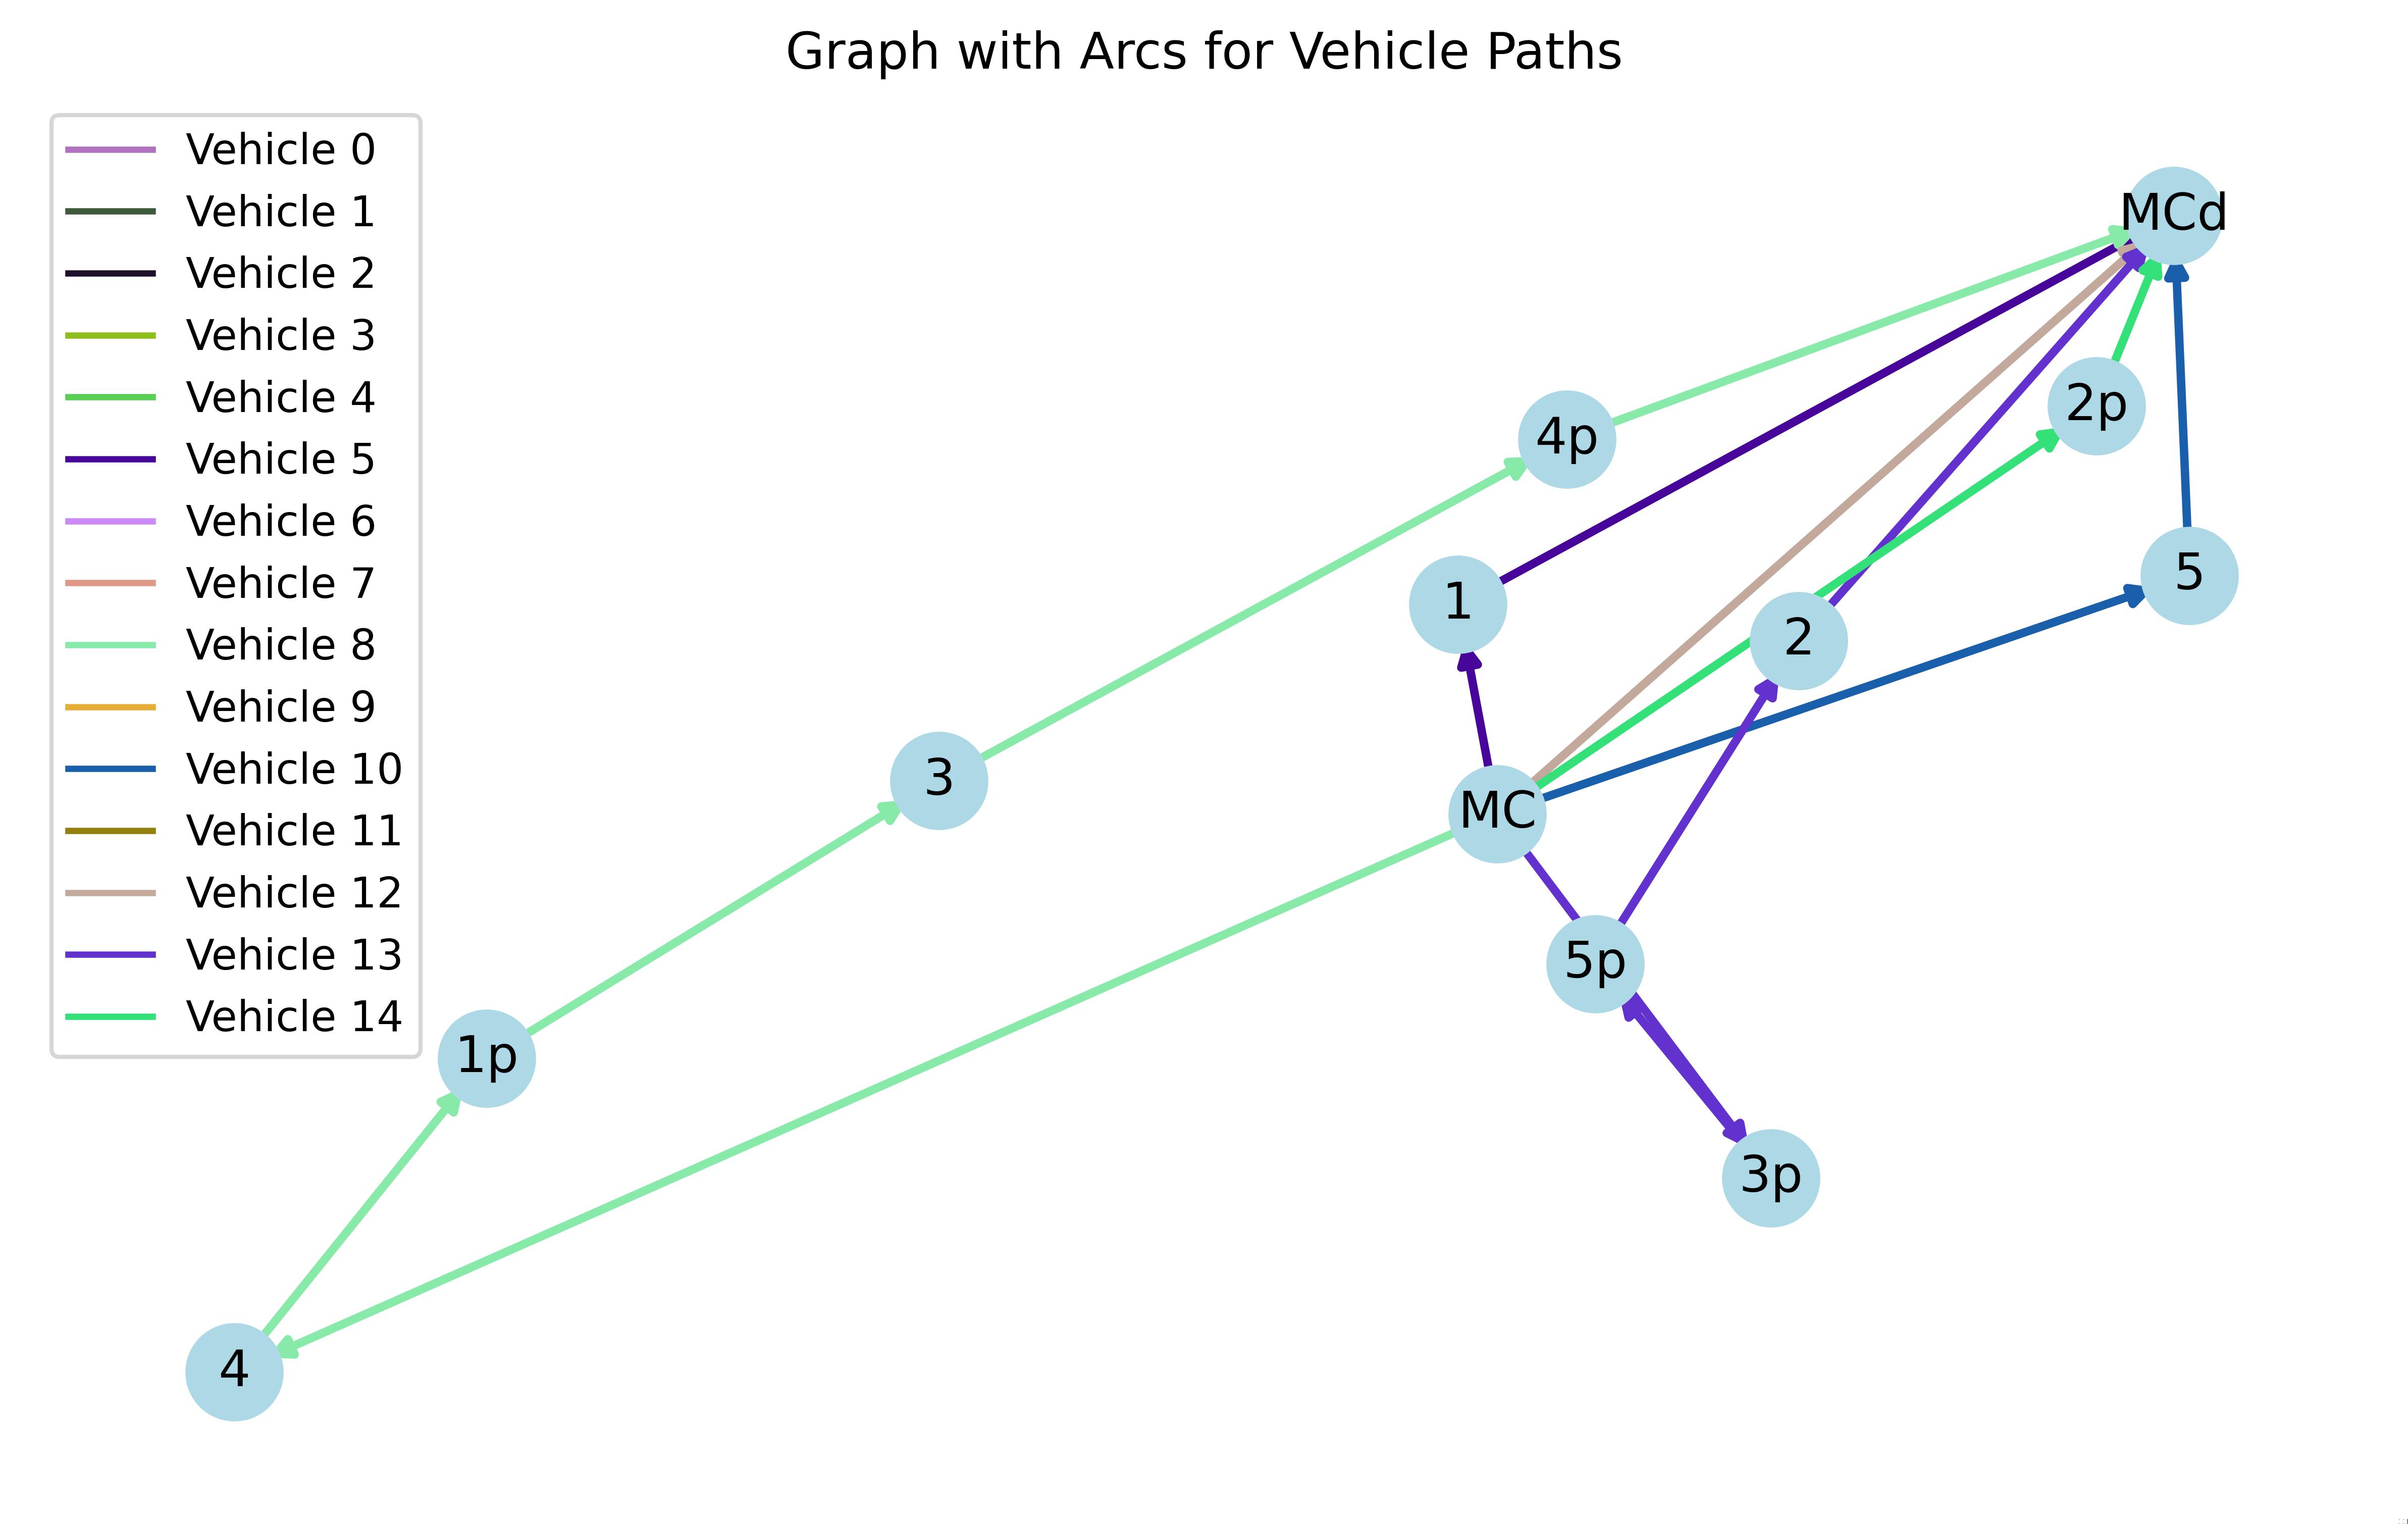 Graph with Arcs for Vehicle Paths
Vehicle 0
Vehicle 1
Vehicle 2
Vehicle 3
Vehicle 4
Vehicle 5
Vehicle 6
Vehicle 7
Vehicle 8
Vehicle 9
Vehicle 10
Vehicle 11
Vehicle 12
Vehicle 13
Vehicle 14
MCd
2p
4p
5
1
2
3
MC
5p
1p
3p
4